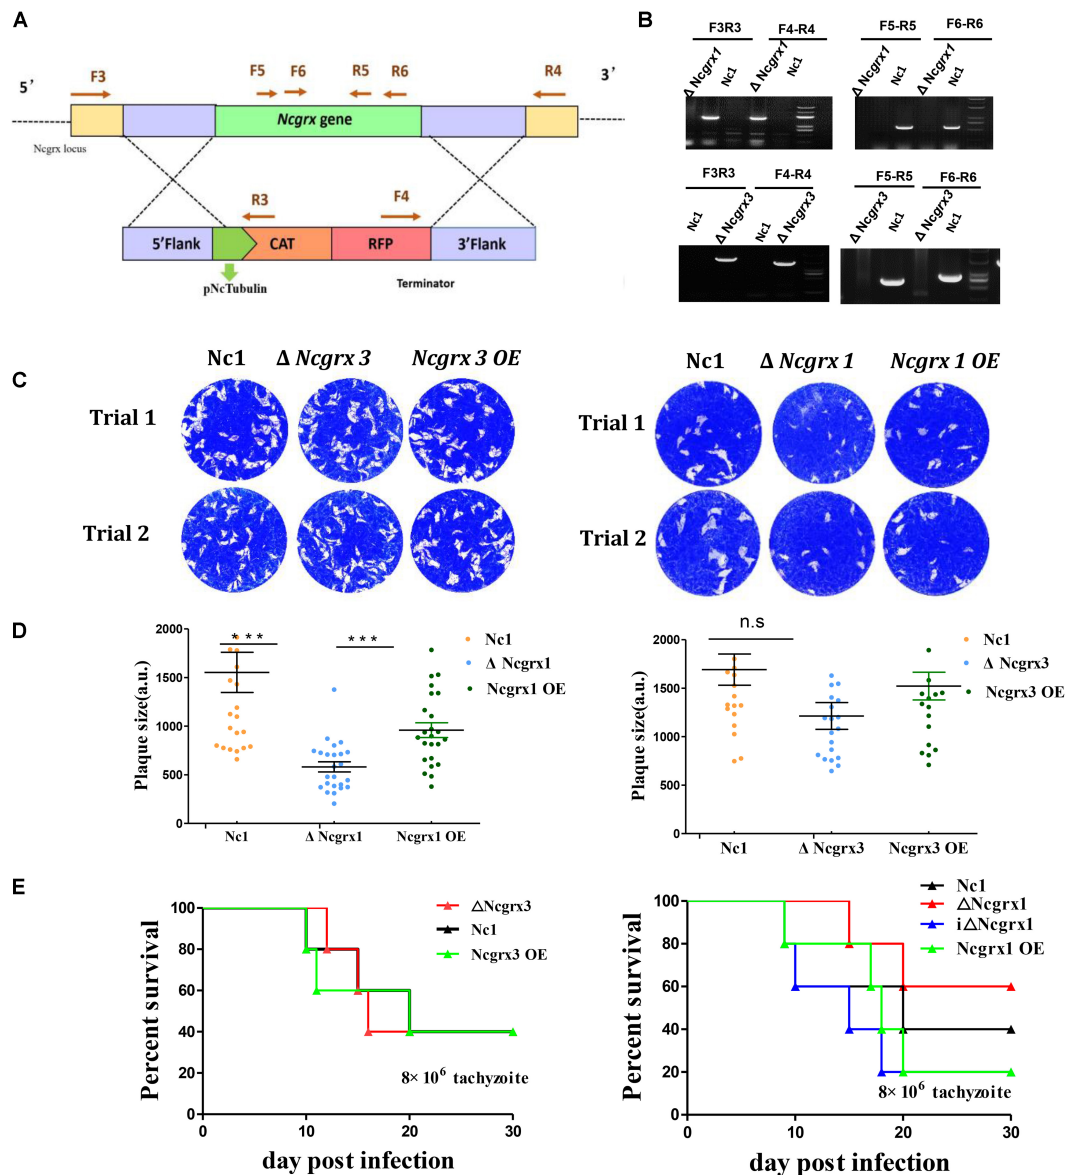 A
5’
F3
F5
F6
R5
R6
R4
3’
Ncgrx gene
Ncgrx locus
R3
F4
5’Flank
CAT
RFP
3’Flank
pNcTubulin
Terminator
B
F3R3
F4-R4
F5-R5
F6-R6
Δ Ncgrx1
Nc1
Δ Ncgrx1
Nc1
Δ Ncgrx1
Nc1
Δ Ncgrx1
Nc1
F3R3
F4-R4
F5-R5
F6-R6
Nc1
Δ Ncgrx3
Nc1
Δ Ncgrx3
Δ Ncgrx3
Nc1
Δ Ncgrx3
Nc1
C
Nc1
Δ Ncgrx 3
Ncgrx 3 OE
Trial 1
Trial 2
Nc1
Δ Ncgrx 1
Ncgrx 1 OE
Trial 1
Trial 2
D
Plaque size(a.u.)
2000
1500
1000
500
0
* * *
* * *
Nc1
Δ Ncgrx1
Ncgrx1 OE
Nc1
Δ Ncgrx1
Ncgrx1 OE
Plaque size(a.u.)
2000
1500
1000
500
0
n.s
Nc1
Δ Ncgrx3
Ncgrx3 OE
Nc1
Δ Ncgrx3
Ncgrx3 OE
E
Percent survival
100
80
60
40
20
0
△Ncgrx3
Nc1
Ncgrx3 OE
8× 10⁶ tachyzoite
0
10
20
30
day post infection
Percent survival
100
80
60
40
20
0
Nc1
△Ncgrx1
i△Ncgrx1
Ncgrx1 OE
8× 10⁶ tachyzoite
0
10
20
30
day post infection